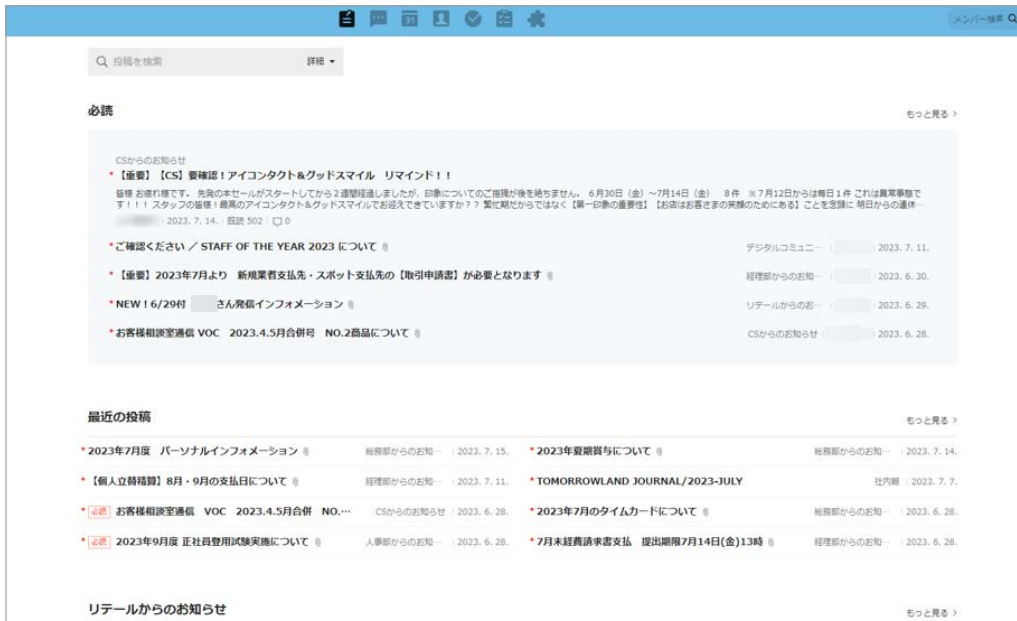 31
メンバー検索
投稿を検索 詳細
必読 もっと見る
CSからのお知らせ
* 【重要】【CS】要確認！アイコンタクト&グッドスマイル リマインド！！
皆様 お疲れ様です。 先発の本セールがスタートしてから２週間経過しましたが、印象についてのご指摘が後を絶ちません。 6月30日（金）～7月14日（金） 8件 ※7月12日からは毎日1件 これは異常事態で
す！！！ スタッフの皆様！最高のアイコンタクト&グッドスマイルでお迎えできていますか？？ 繁忙期だからではなく【第一印象の重要性】【お店はお客さまの笑顔のためにある】ことを念頭に 明日からの連休…
2023. 7. 14. 既読 502 0
*ご確認ください ／ STAFF OF THE YEAR 2023 について デジタルコミュニ… 2023. 7. 11.
* 【重要】2023年7月より 新規業者支払先・スポット支払先の【取引申請書】が必要となります 経理部からのお知… 2023. 6. 30.
*NEW！6/29付 さん発信インフォメーション リテールからのお… 2023. 6. 29.
*お客様相談室通信 VOC 2023.4.5月合併号 NO.2商品について CSからのお知らせ 2023. 6. 28.
最近の投稿 もっと見る
*2023年7月度 パーソナルインフォメーション 総務部からのお知… 2023. 7. 15.
*2023年夏期賞与について 総務部からのお知… 2023. 7. 14.
* 【個人立替精算】8月・9月の支払日について 経理部からのお知… 2023. 7. 11.
*TOMORROWLAND JOURNAL/2023-JULY 社内報 2023. 7. 7.
* 必読 お客様相談室通信 VOC 2023.4.5月合併 NO.… CSからのお知らせ 2023. 6. 28.
*2023年7月のタイムカードについて 総務部からのお知… 2023. 6. 28.
* 必読 2023年9月度 正社員登用試験実施について 人事部からのお知… 2023. 6. 28.
*7月末経費請求書支払 提出期限7月14日(金)13時 経理部からのお知… 2023. 6. 28.
リテールからのお知らせ もっと見る